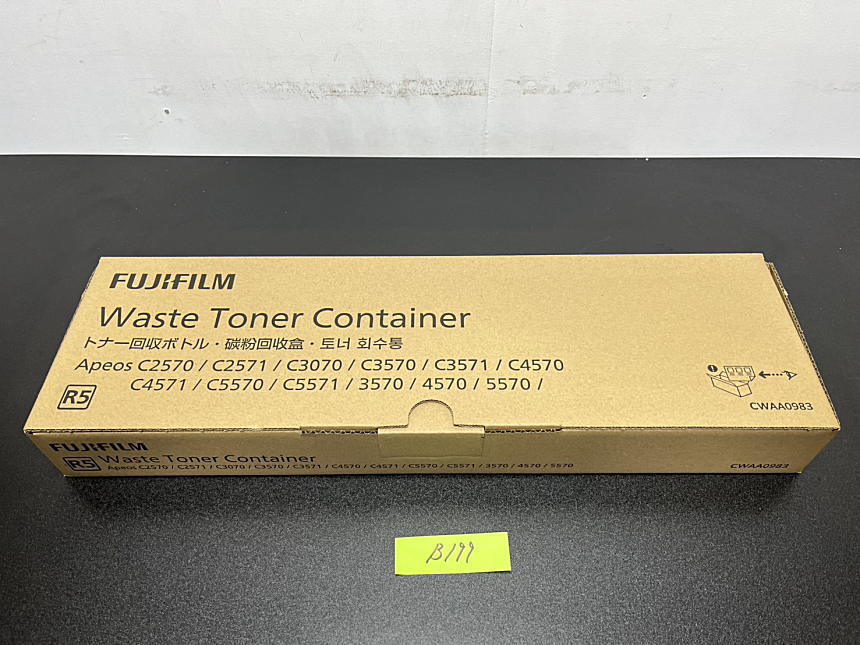 FUJIFILM
Waste Toner Container
トナー回収ボトル・碳粉回收盒・토너 회수통
Apeos C2570 / C2571 / C3070 / C3570 / C3571 / C4570
C4571 / C5570 / C5571 / 3570 / 4570 / 5570 /
R5
1
CWAA0983
FUJIFILM
R5
Waste Toner Container
Apeos C2570 / C2571 / C3070 / C3570 / C3571 / C4570 / C4571 / C5570 / C5571 / 3570 / 4570 / 5570
CWAA0983
B199